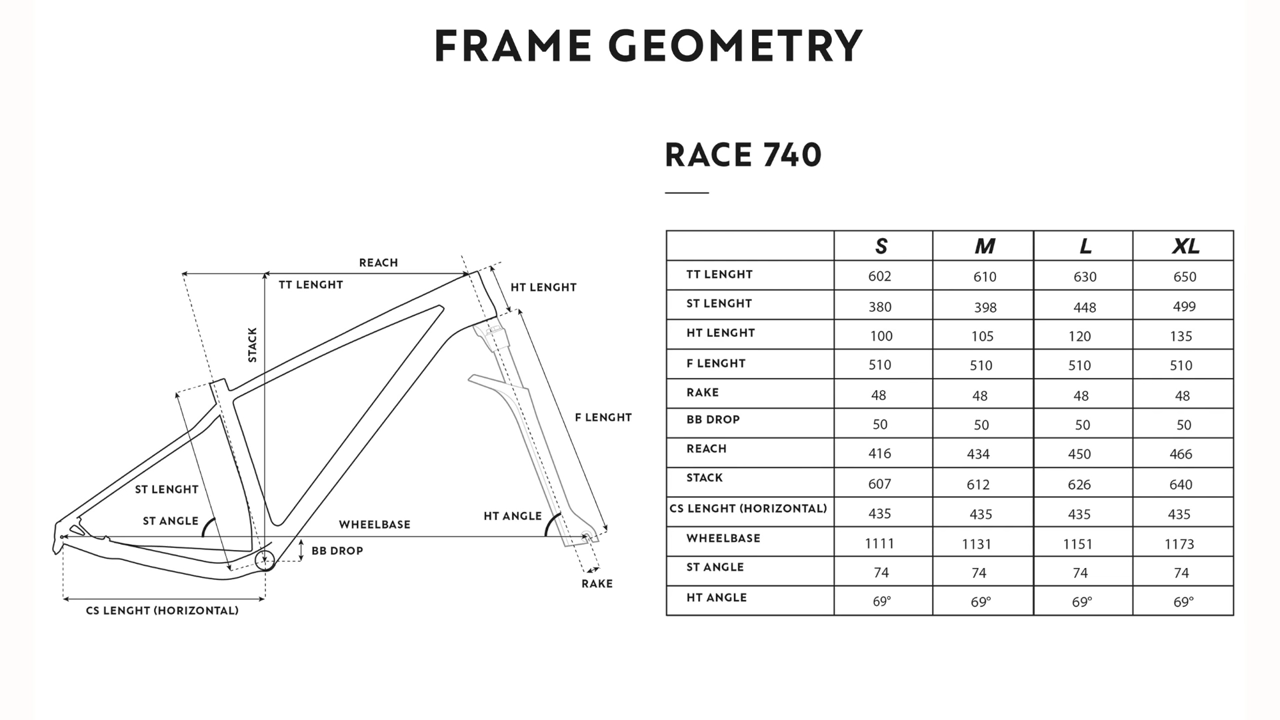 FRAME GEOMETRY
RACE 740
REACH
TT LENGHT
HT LENGHT
STACK
F LENGHT
ST LENGHT
ST ANGLE
WHEELBASE
HT ANGLE
BB DROP
RAKE
CS LENGHT (HORIZONTAL)
S M L XL
TT LENGHT 602 610 630 650
ST LENGHT 380 398 448 499
HT LENGHT 100 105 120 135
F LENGHT 510 510 510 510
RAKE 48 48 48 48
BB DROP 50 50 50 50
REACH 416 434 450 466
STACK 607 612 626 640
CS LENGHT (HORIZONTAL) 435 435 435 435
WHEELBASE 1111 1131 1151 1173
ST ANGLE 74 74 74 74
HT ANGLE 69° 69° 69° 69°